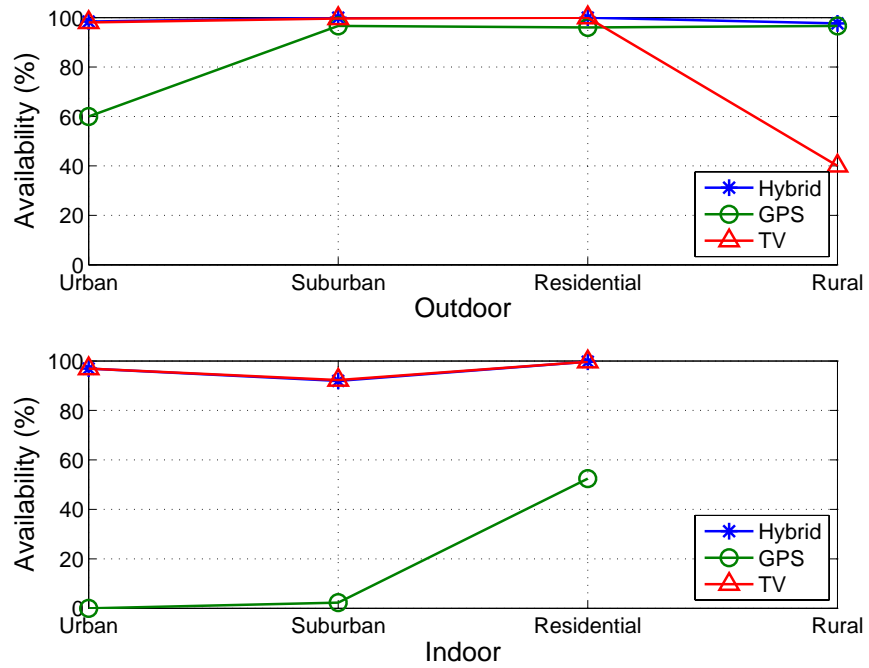 100
80
60
40
20
0
Availability (%)
Urban
Suburban
Residential
Rural
Outdoor
Hybrid
GPS
TV
100
80
60
40
20
0
Availability (%)
Urban
Suburban
Residential
Rural
Indoor
Hybrid
GPS
TV